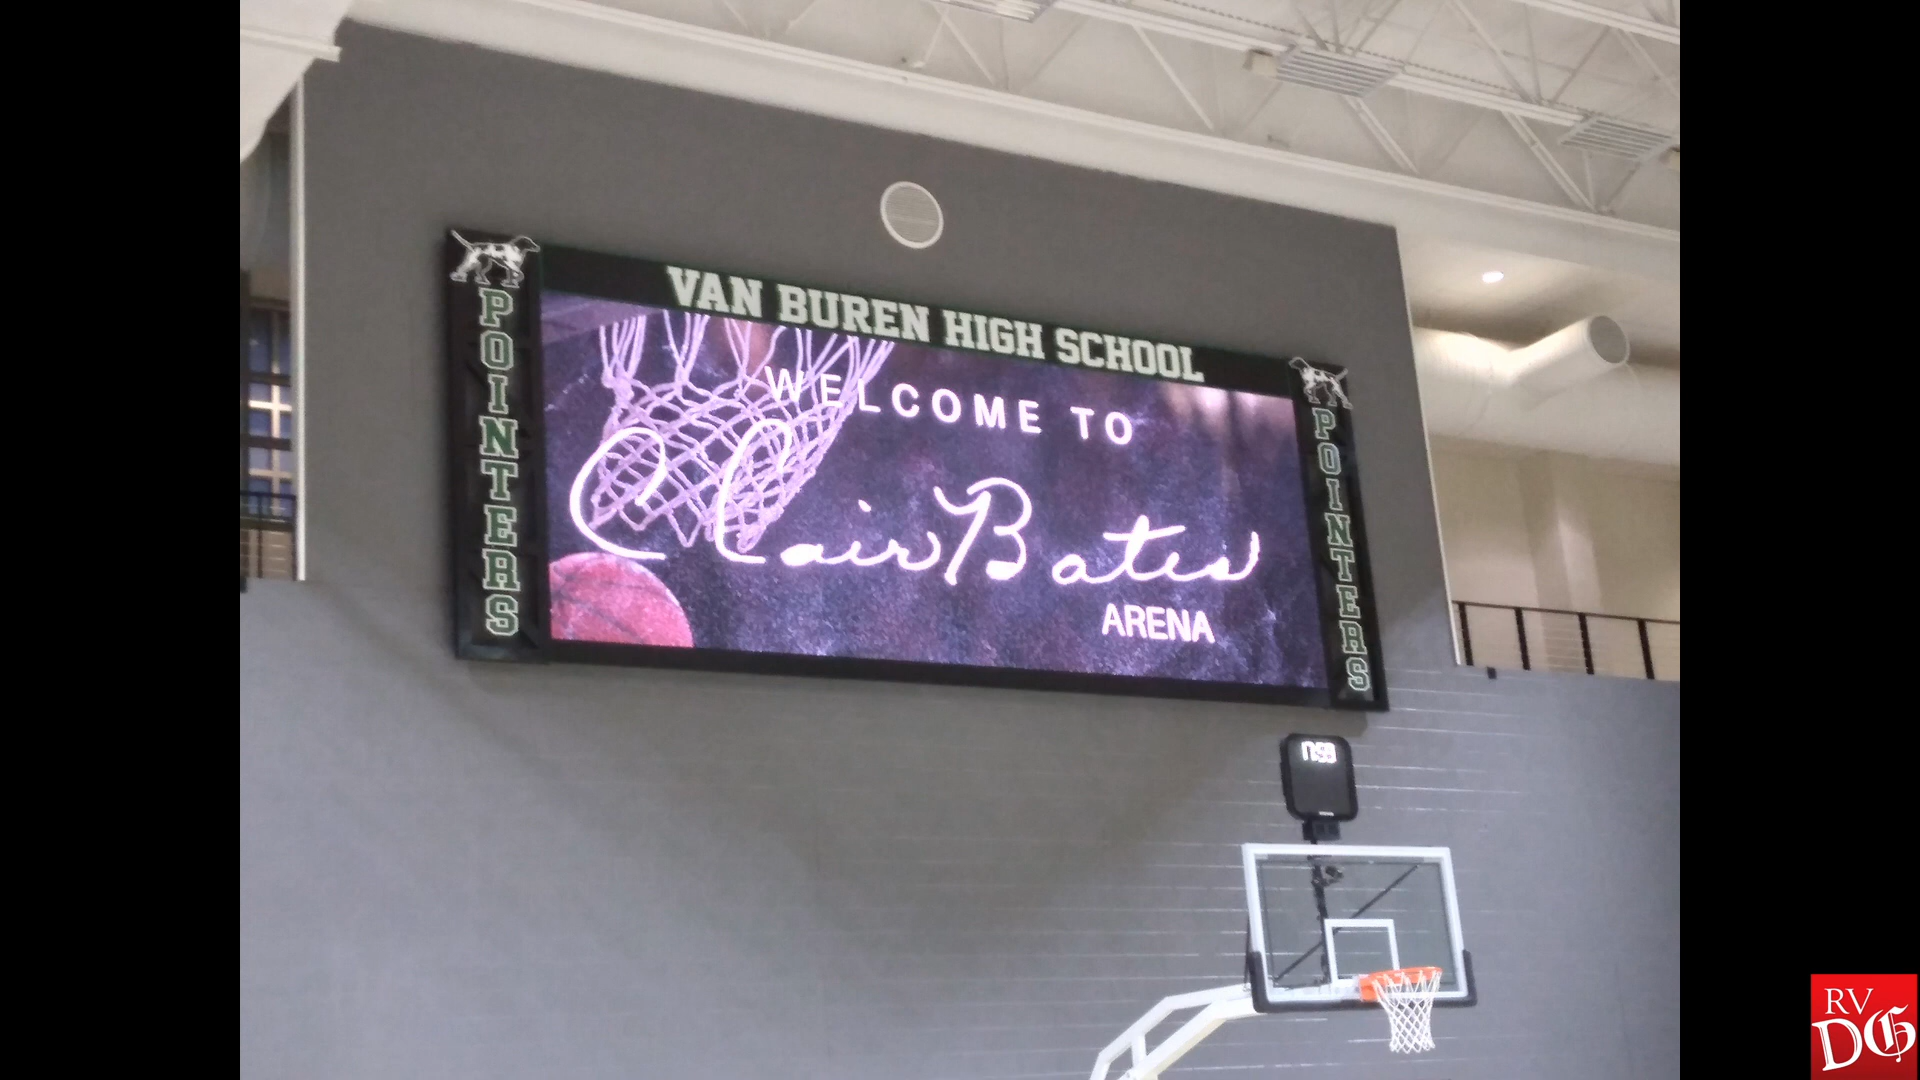 VAN BUREN HIGH SCHOOL
POINTERS
WELCOME TO
Clair Bates
ARENA
POINTERS
RV
DG